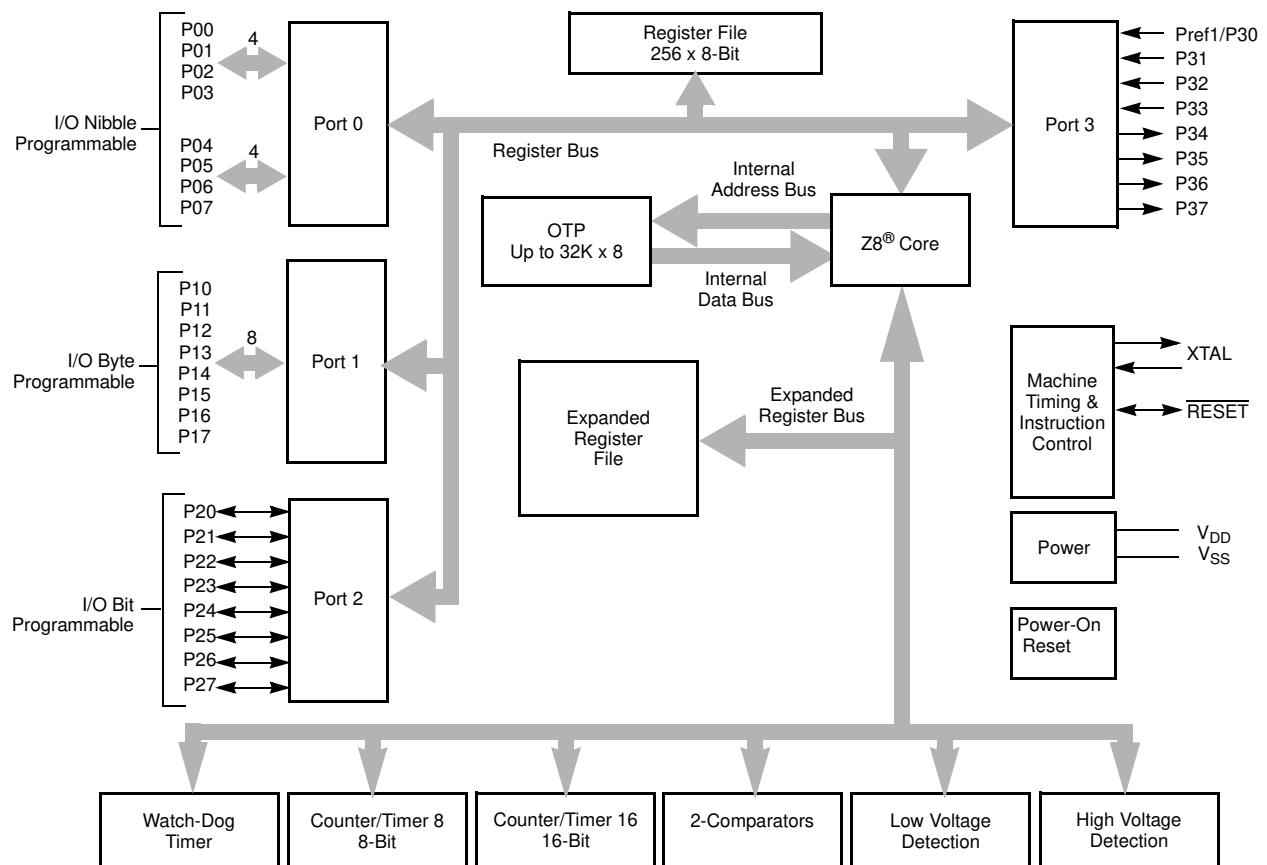 P00
P01
P02
P03
4
I/O Nibble
Programmable
P04
P05
P06
P07
4
Port 0
Register File
256 x 8-Bit
Register Bus
Port 3
Pref1/P30
P31
P32
P33
P34
P35
P36
P37
Internal
Address Bus
OTP
Up to 32K x 8
Z8® Core
Internal
Data Bus
I/O Byte
Programmable
P10
P11
P12
P13
P14
P15
P16
P17
8
Port 1
Expanded
Register
File
Expanded
Register Bus
Machine
Timing &
Instruction
Control
XTAL
RESET
Power
VDD
VSS
Power-On
Reset
I/O Bit
Programmable
P20
P21
P22
P23
P24
P25
P26
P27
Port 2
Watch-Dog
Timer
Counter/Timer 8
8-Bit
Counter/Timer 16
16-Bit
2-Comparators
Low Voltage
Detection
High Voltage
Detection